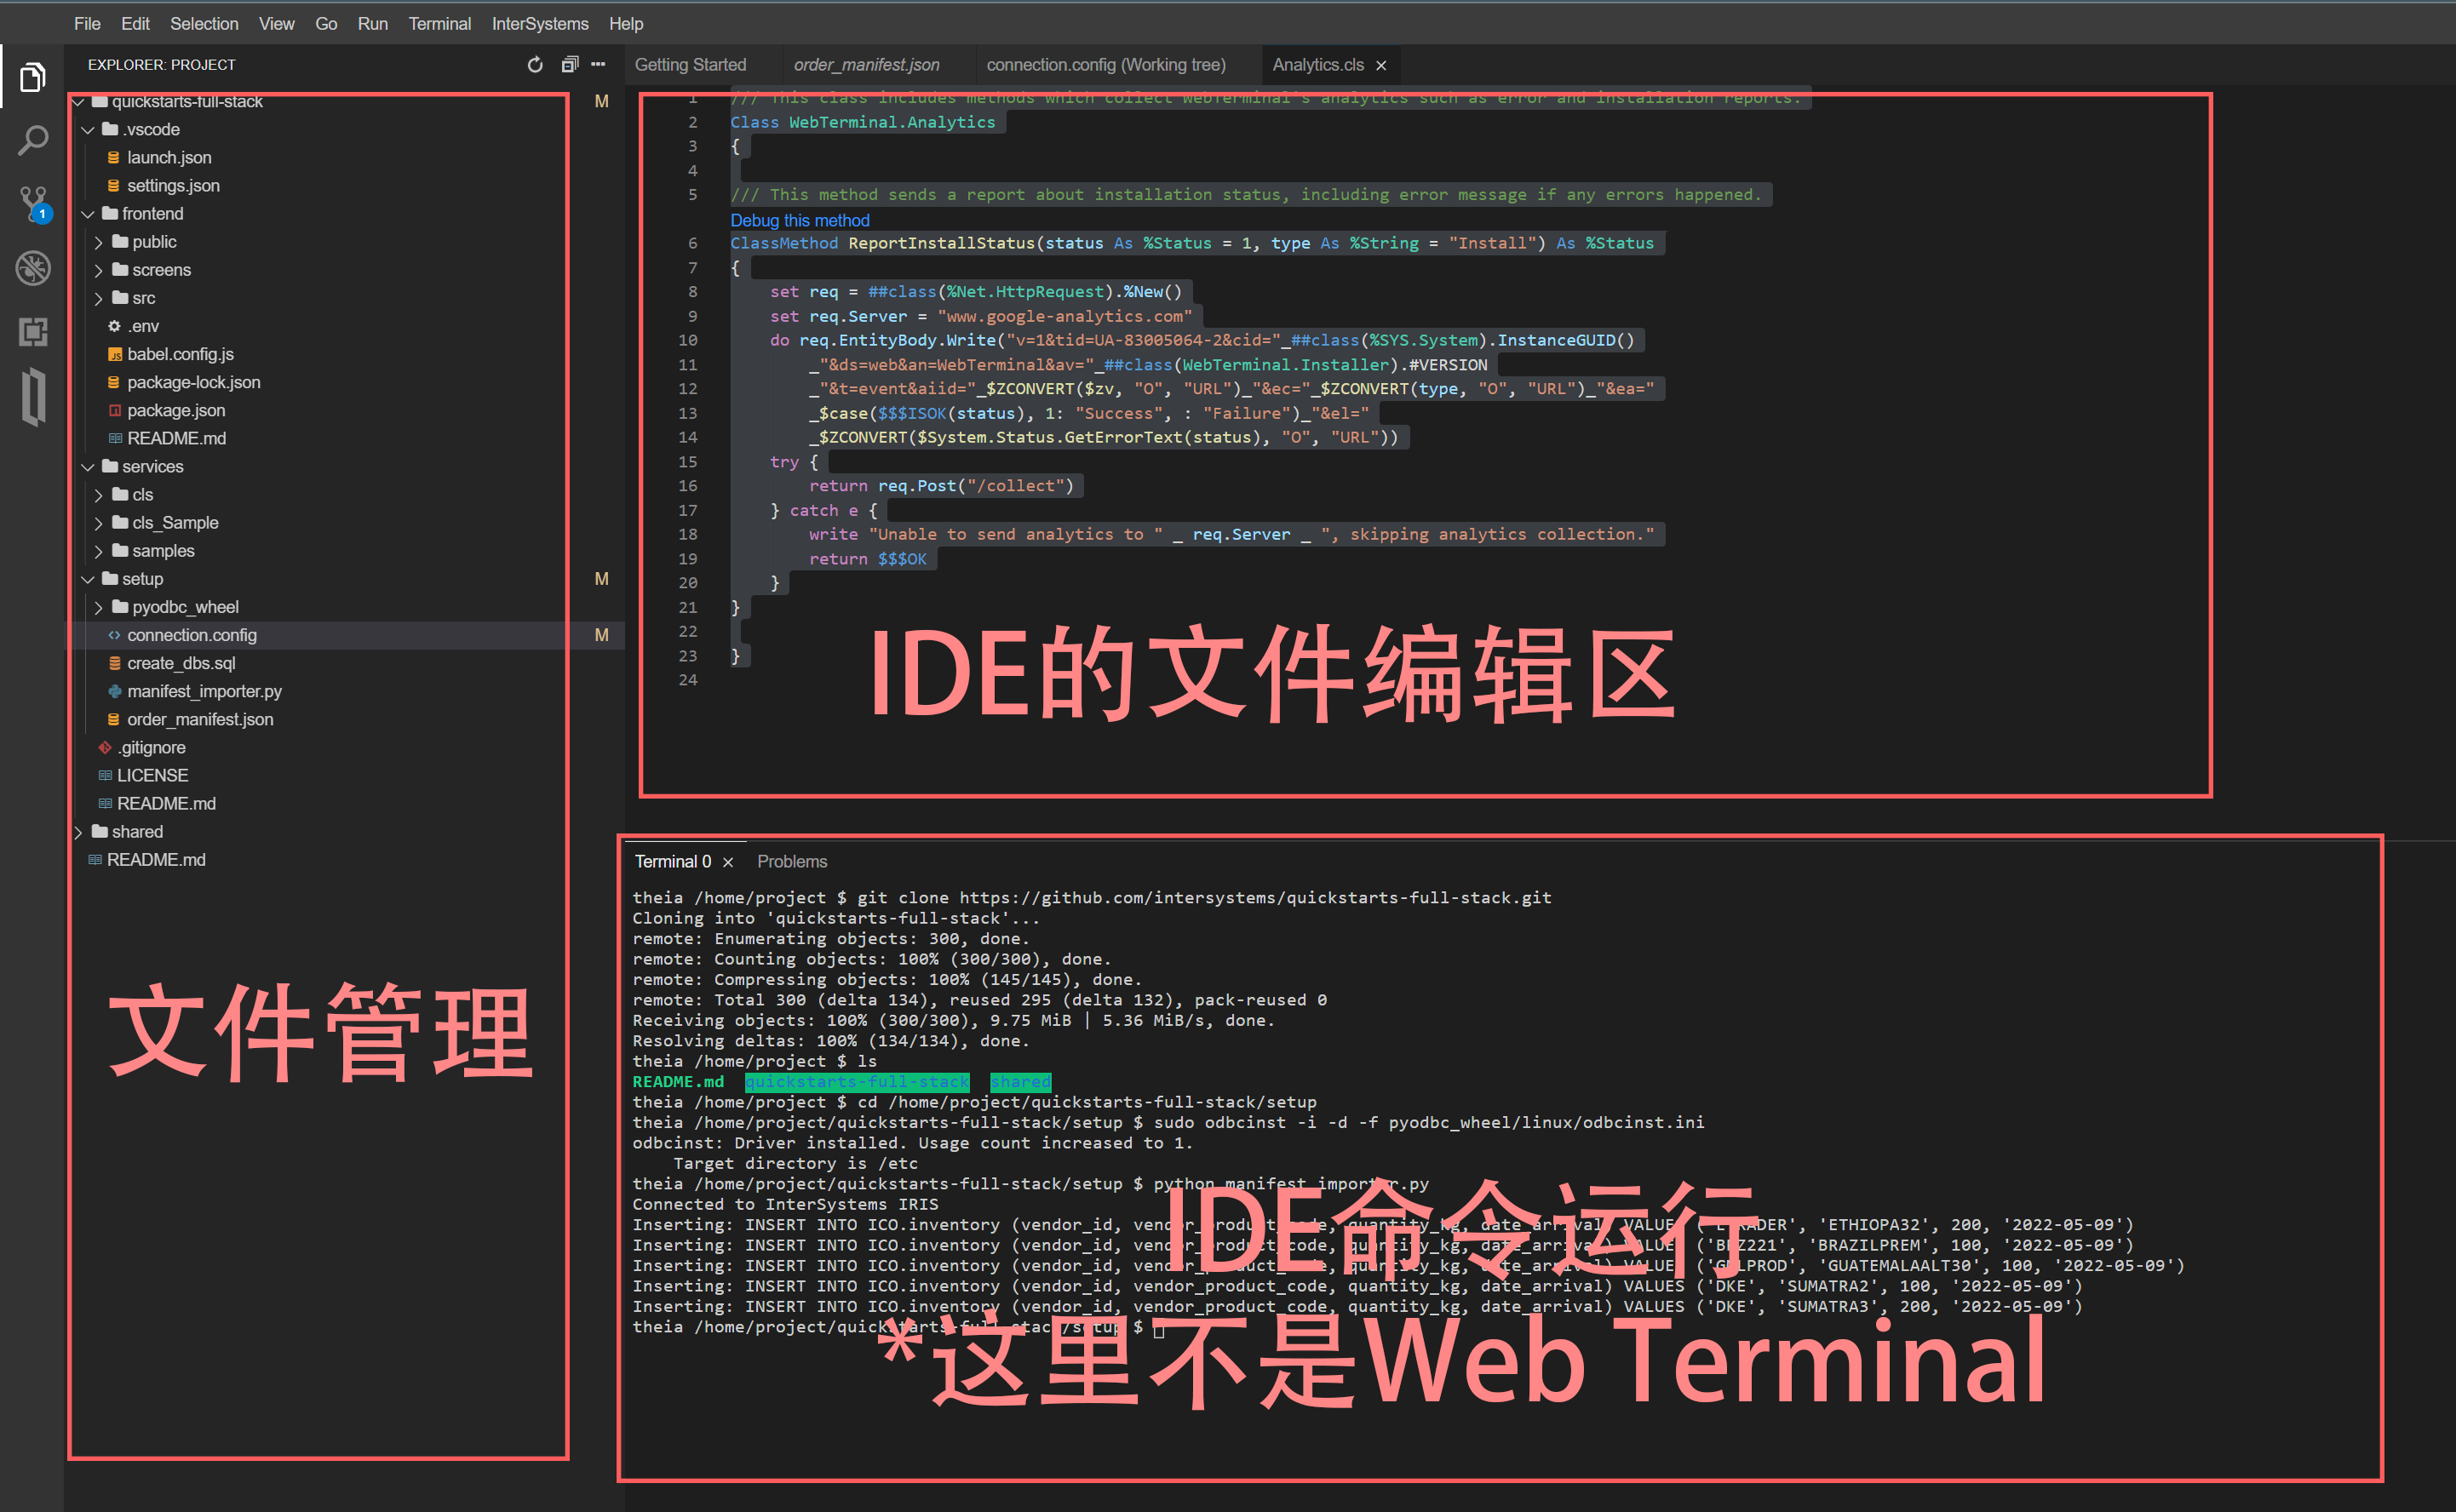 File Edit Selection View Go Run Terminal InterSystems Help
EXPLORER: PROJECT
quickstarts-full-stack M
.vscode
launch.json
settings.json
frontend
public
screens
src
.env
babel.config.js
package-lock.json
package.json
README.md
services
cls
cls_Sample
samples
setup M
pyodbc_wheel
connection.config M
create_dbs.sql
manifest_importer.py
order_manifest.json
.gitignore
LICENSE
README.md
shared
README.md
1
文件管理
Getting Started order_manifest.json connection.config (Working tree) Analytics.cls
1 /// This class includes methods which collect WebTerminal's analytics such as error and installation reports.
2 Class WebTerminal.Analytics
3 {
4
5 /// This method sends a report about installation status, including error message if any errors happened.
Debug this method
6 ClassMethod ReportInstallStatus(status As %Status = 1, type As %String = "Install") As %Status
7 {
8 set req = ##class(%Net.HttpRequest).%New()
9 set req.Server = "www.google-analytics.com"
10 do req.EntityBody.Write("v=1&tid=UA-83005064-2&cid="_##class(%SYS.System).InstanceGUID()
11 _"&ds=web&an=WebTerminal&av="_##class(WebTerminal.Installer).#VERSION
12 _"&t=event&aiid="_$ZCONVERT($zv, "O", "URL")_"&ec="_$ZCONVERT(type, "O", "URL")_"&ea="
13 _$case($$$ISOK(status), 1: "Success", : "Failure")_"&el="
14 _$ZCONVERT($System.Status.GetErrorText(status), "O", "URL"))
15 try {
16 return req.Post("/collect")
17 } catch e {
18 write "Unable to send analytics to " _ req.Server _ ", skipping analytics collection."
19 return $$$OK
20 }
21 }
22
23 }
24
IDE的文件编辑区
Terminal 0 Problems
theia /home/project $ git clone https://github.com/intersystems/quickstarts-full-stack.git
Cloning into 'quickstarts-full-stack'...
remote: Enumerating objects: 300, done.
remote: Counting objects: 100% (300/300), done.
remote: Compressing objects: 100% (145/145), done.
remote: Total 300 (delta 134), reused 295 (delta 132), pack-reused 0
Receiving objects: 100% (300/300), 9.75 MiB | 5.36 MiB/s, done.
Resolving deltas: 100% (134/134), done.
theia /home/project $ ls
README.md quickstarts-full-stack shared
theia /home/project $ cd /home/project/quickstarts-full-stack/setup
theia /home/project/quickstarts-full-stack/setup $ sudo odbcinst -i -d -f pyodbc_wheel/linux/odbcinst.ini
odbcinst: Driver installed. Usage count increased to 1.
Target directory is /etc
theia /home/project/quickstarts-full-stack/setup $ python manifest_importer.py
Connected to InterSystems IRIS
Inserting: INSERT INTO ICO.inventory (vendor_id, vendor_product_code, quantity_kg, date_arrival) VALUES ( 'ETHIOPA32', 200, '2022-05-09')
Inserting: INSERT INTO ICO.inventory (vendor_id, vendor_product_code, quantity_kg, date_arrival) VALUES ('BRZ221', 'BRAZILPREM', 100, '2022-05-09')
Inserting: INSERT INTO ICO.inventory (vendor_id, vendor_product_code, quantity_kg, date_arrival) VALUES ( 'GUATEMALAALT30', 100, '2022-05-09')
Inserting: INSERT INTO ICO.inventory (vendor_id, vendor_product_code, quantity_kg, date_arrival) VALUES ('DKE', 'SUMATRA2', 100, '2022-05-09')
Inserting: INSERT INTO ICO.inventory (vendor_id, vendor_product_code, quantity_kg, date_arrival) VALUES ('DKE', 'SUMATRA3', 200, '2022-05-09')
theia /home/project/quickstarts-full-stack/setup $
IDE命令运行
*这里不是Web Terminal